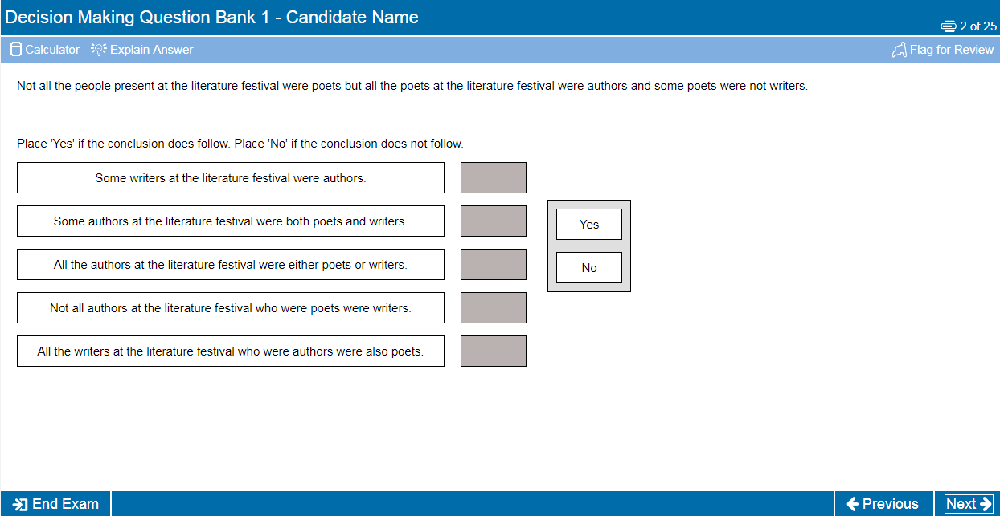 Decision Making Question Bank 1 - Candidate Name
2 of 25
Calculator Explain Answer Flag for Review
Not all the people present at the literature festival were poets but all the poets at the literature festival were authors and some poets were not writers.
Place 'Yes' if the conclusion does follow. Place 'No' if the conclusion does not follow.
Some writers at the literature festival were authors.
Some authors at the literature festival were both poets and writers.
All the authors at the literature festival were either poets or writers.
Not all authors at the literature festival who were poets were writers.
All the writers at the literature festival who were authors were also poets.
Yes
No
End Exam Previous Next